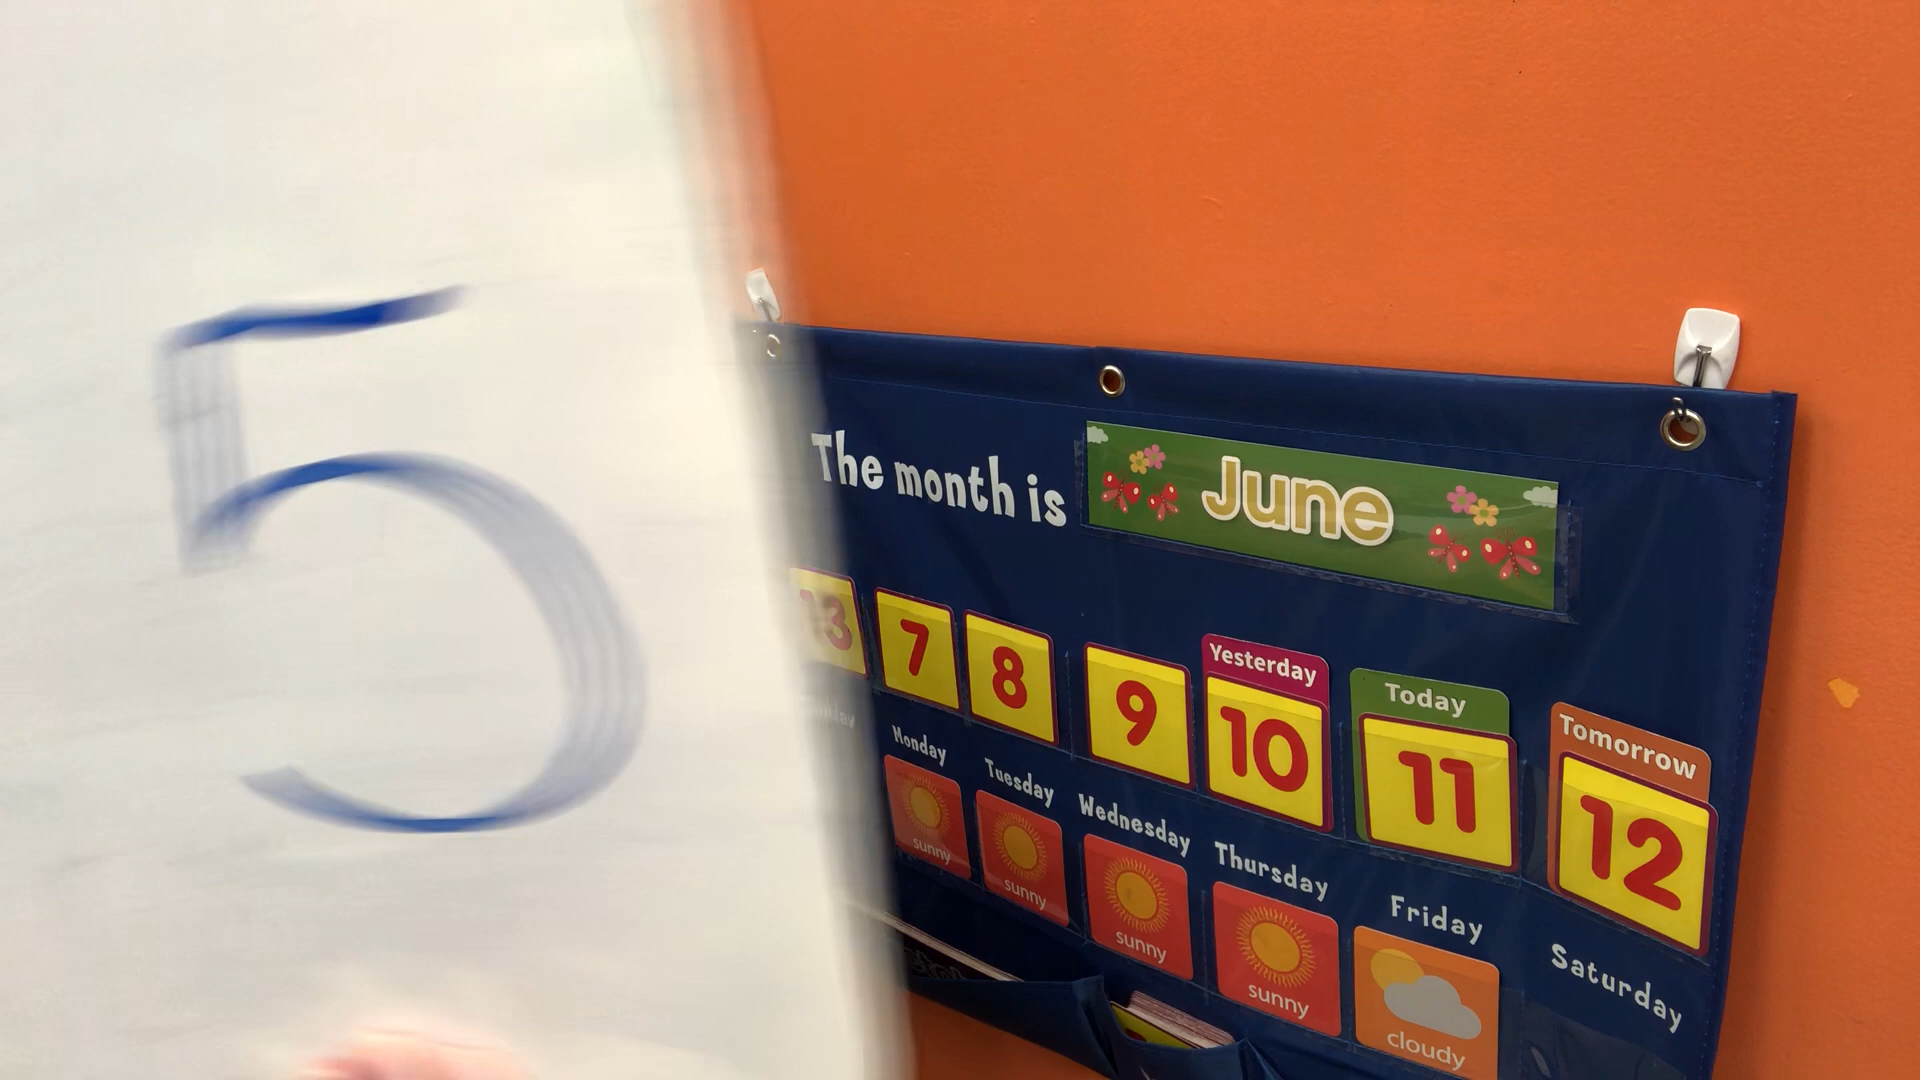 5
The month is June
13 7 8 9 Yesterday 10 Today 11 Tomorrow 12
Monday Tuesday Wednesday Thursday Friday Saturday
sunny sunny sunny sunny cloudy